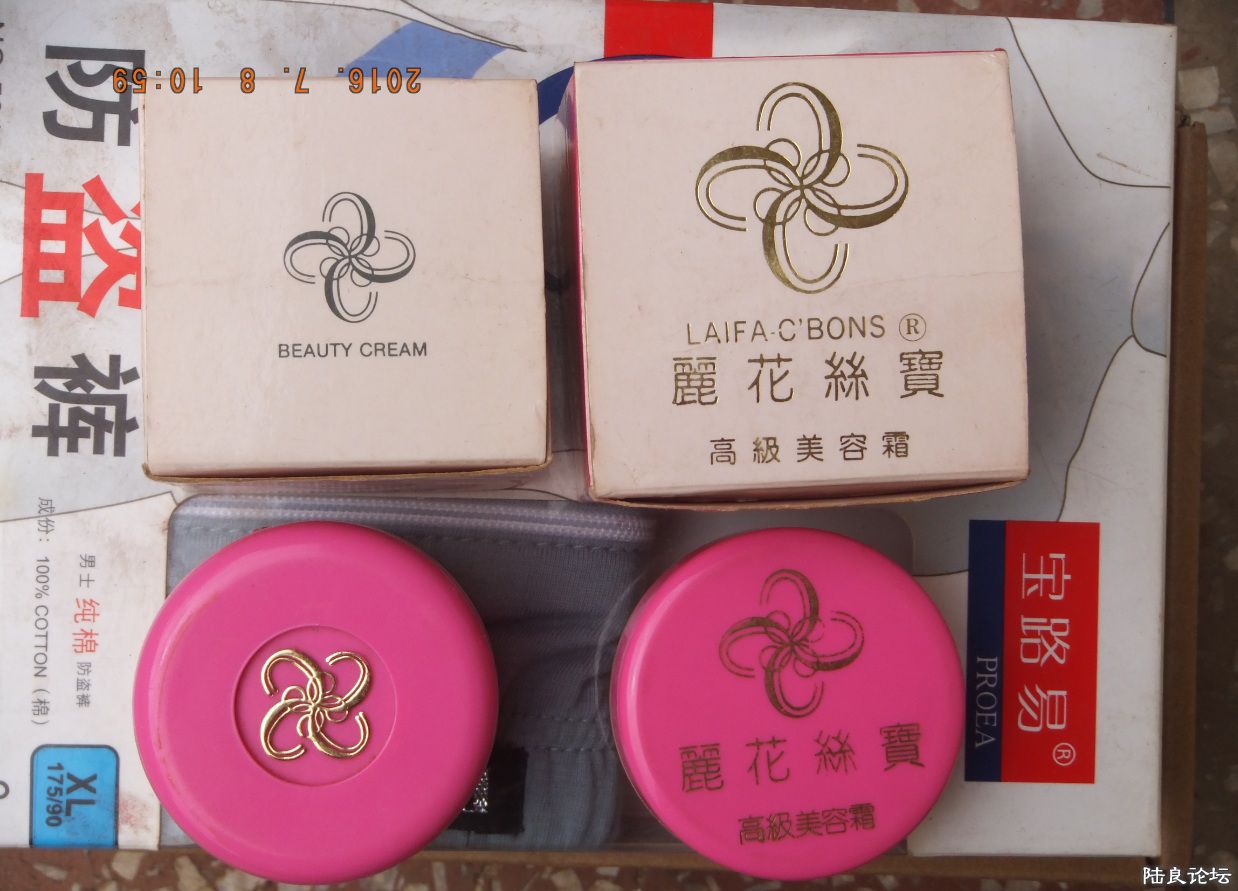 2016. 7. 8 10:59
防盗裤
BEAUTY CREAM
LAIFA-C'BONS ®
麗花絲寶
高級美容霜
成份：100% COTTON（棉）
男士 纯棉 防盗裤
XL
175/90
麗花絲寶
高級美容霜
宝路易®
PROEA
陆良论坛